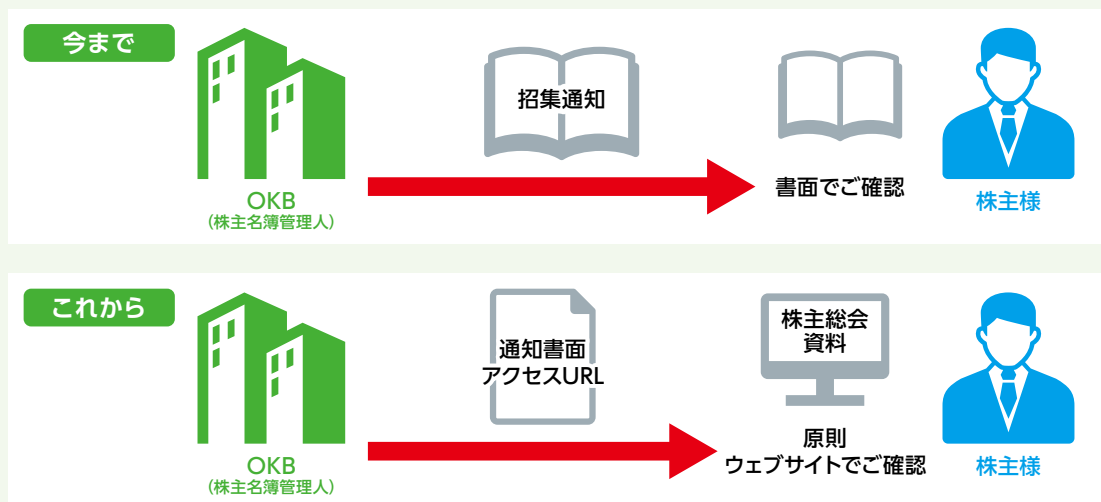 今まで
OKB
(株主名簿管理人)
招集通知
書面でご確認
株主様
これから
OKB
(株主名簿管理人)
通知書面
アクセスURL
株主総会
資料
原則
ウェブサイトでご確認
株主様